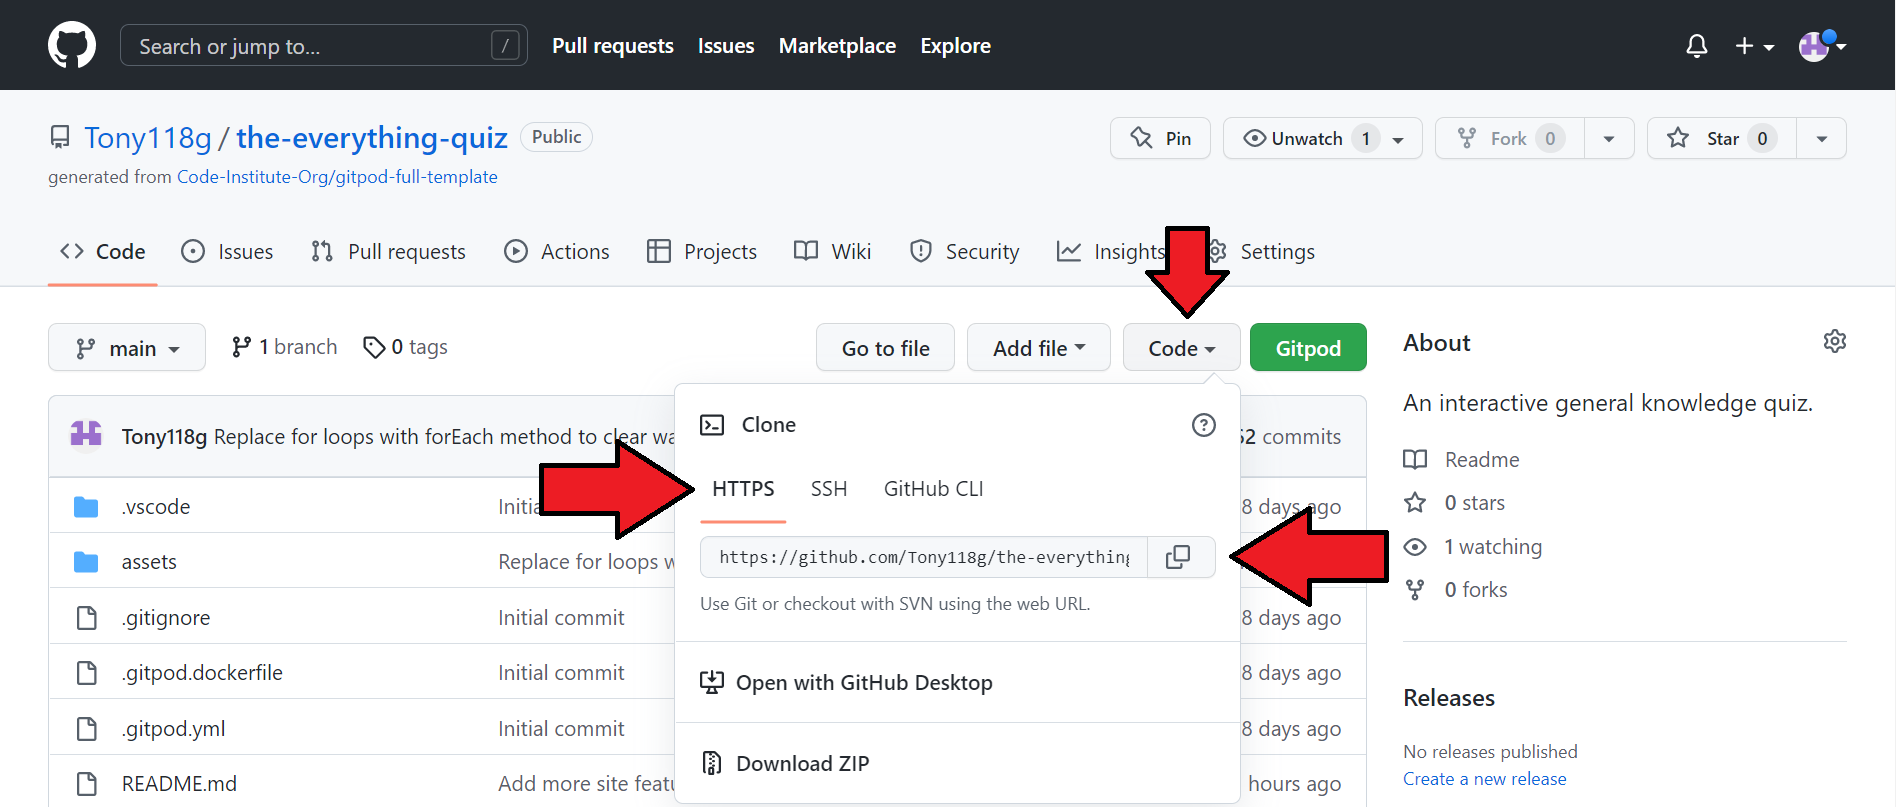 Search or jump to... / Pull requests Issues Marketplace Explore
Tony118g / the-everything-quiz Public Pin Unwatch 1 Fork 0 Star 0
generated from Code-Institute-Org/gitpod-full-template
Code Issues Pull requests Actions Projects Wiki Security Insights Settings
main 1 branch 0 tags Go to file Add file Code Gitpod
About
An interactive general knowledge quiz.
Readme
0 stars
1 watching
0 forks
Releases
No releases published
Create a new release
Tony118g Replace for loops with forEach method to clear commits
.vscode 8 days ago
assets Replace for loops
.gitignore Initial commit 8 days ago
.gitpod.dockerfile Initial commit 8 days ago
.gitpod.yml Initial commit 8 days ago
README.md Add more site hours ago
Clone
HTTPS SSH GitHub CLI
https://github.com/Tony118g/the-everything
Use Git or checkout with SVN using the web URL.
Open with GitHub Desktop
Download ZIP